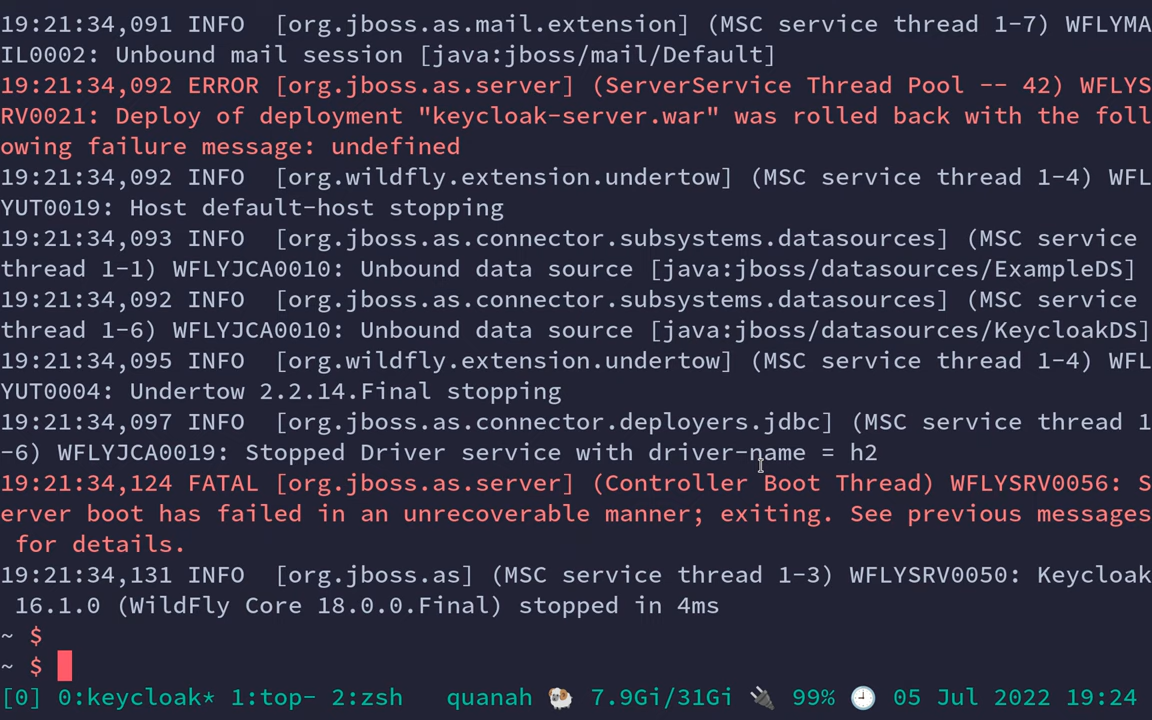 19:21:34,091 INFO  [org.jboss.as.mail.extension] (MSC service thread 1-7) WFLYMA
IL0002: Unbound mail session [java:jboss/mail/Default]
19:21:34,092 ERROR [org.jboss.as.server] (ServerService Thread Pool -- 42) WFLYS
RV0021: Deploy of deployment "keycloak-server.war" was rolled back with the foll
owing failure message: undefined
19:21:34,092 INFO  [org.wildfly.extension.undertow] (MSC service thread 1-4) WFL
YUT0019: Host default-host stopping
19:21:34,093 INFO  [org.jboss.as.connector.subsystems.datasources] (MSC service 
thread 1-1) WFLYJCA0010: Unbound data source [java:jboss/datasources/ExampleDS]
19:21:34,092 INFO  [org.jboss.as.connector.subsystems.datasources] (MSC service 
thread 1-6) WFLYJCA0010: Unbound data source [java:jboss/datasources/KeycloakDS]
19:21:34,095 INFO  [org.wildfly.extension.undertow] (MSC service thread 1-4) WFL
YUT0004: Undertow 2.2.14.Final stopping
19:21:34,097 INFO  [org.jboss.as.connector.deployers.jdbc] (MSC service thread 1
-6) WFLYJCA0019: Stopped Driver service with driver-name = h2
19:21:34,124 FATAL [org.jboss.as.server] (Controller Boot Thread) WFLYSRV0056: S
erver boot has failed in an unrecoverable manner; exiting. See previous messages
 for details.
19:21:34,131 INFO  [org.jboss.as] (MSC service thread 1-3) WFLYSRV0050: Keycloak
 16.1.0 (WildFly Core 18.0.0.Final) stopped in 4ms
~ $
~ $
[0] 0:keycloak* 1:top- 2:zsh   quanah 🐏 7.9Gi/31Gi 🔌 99% 🕘 05 Jul 2022 19:24